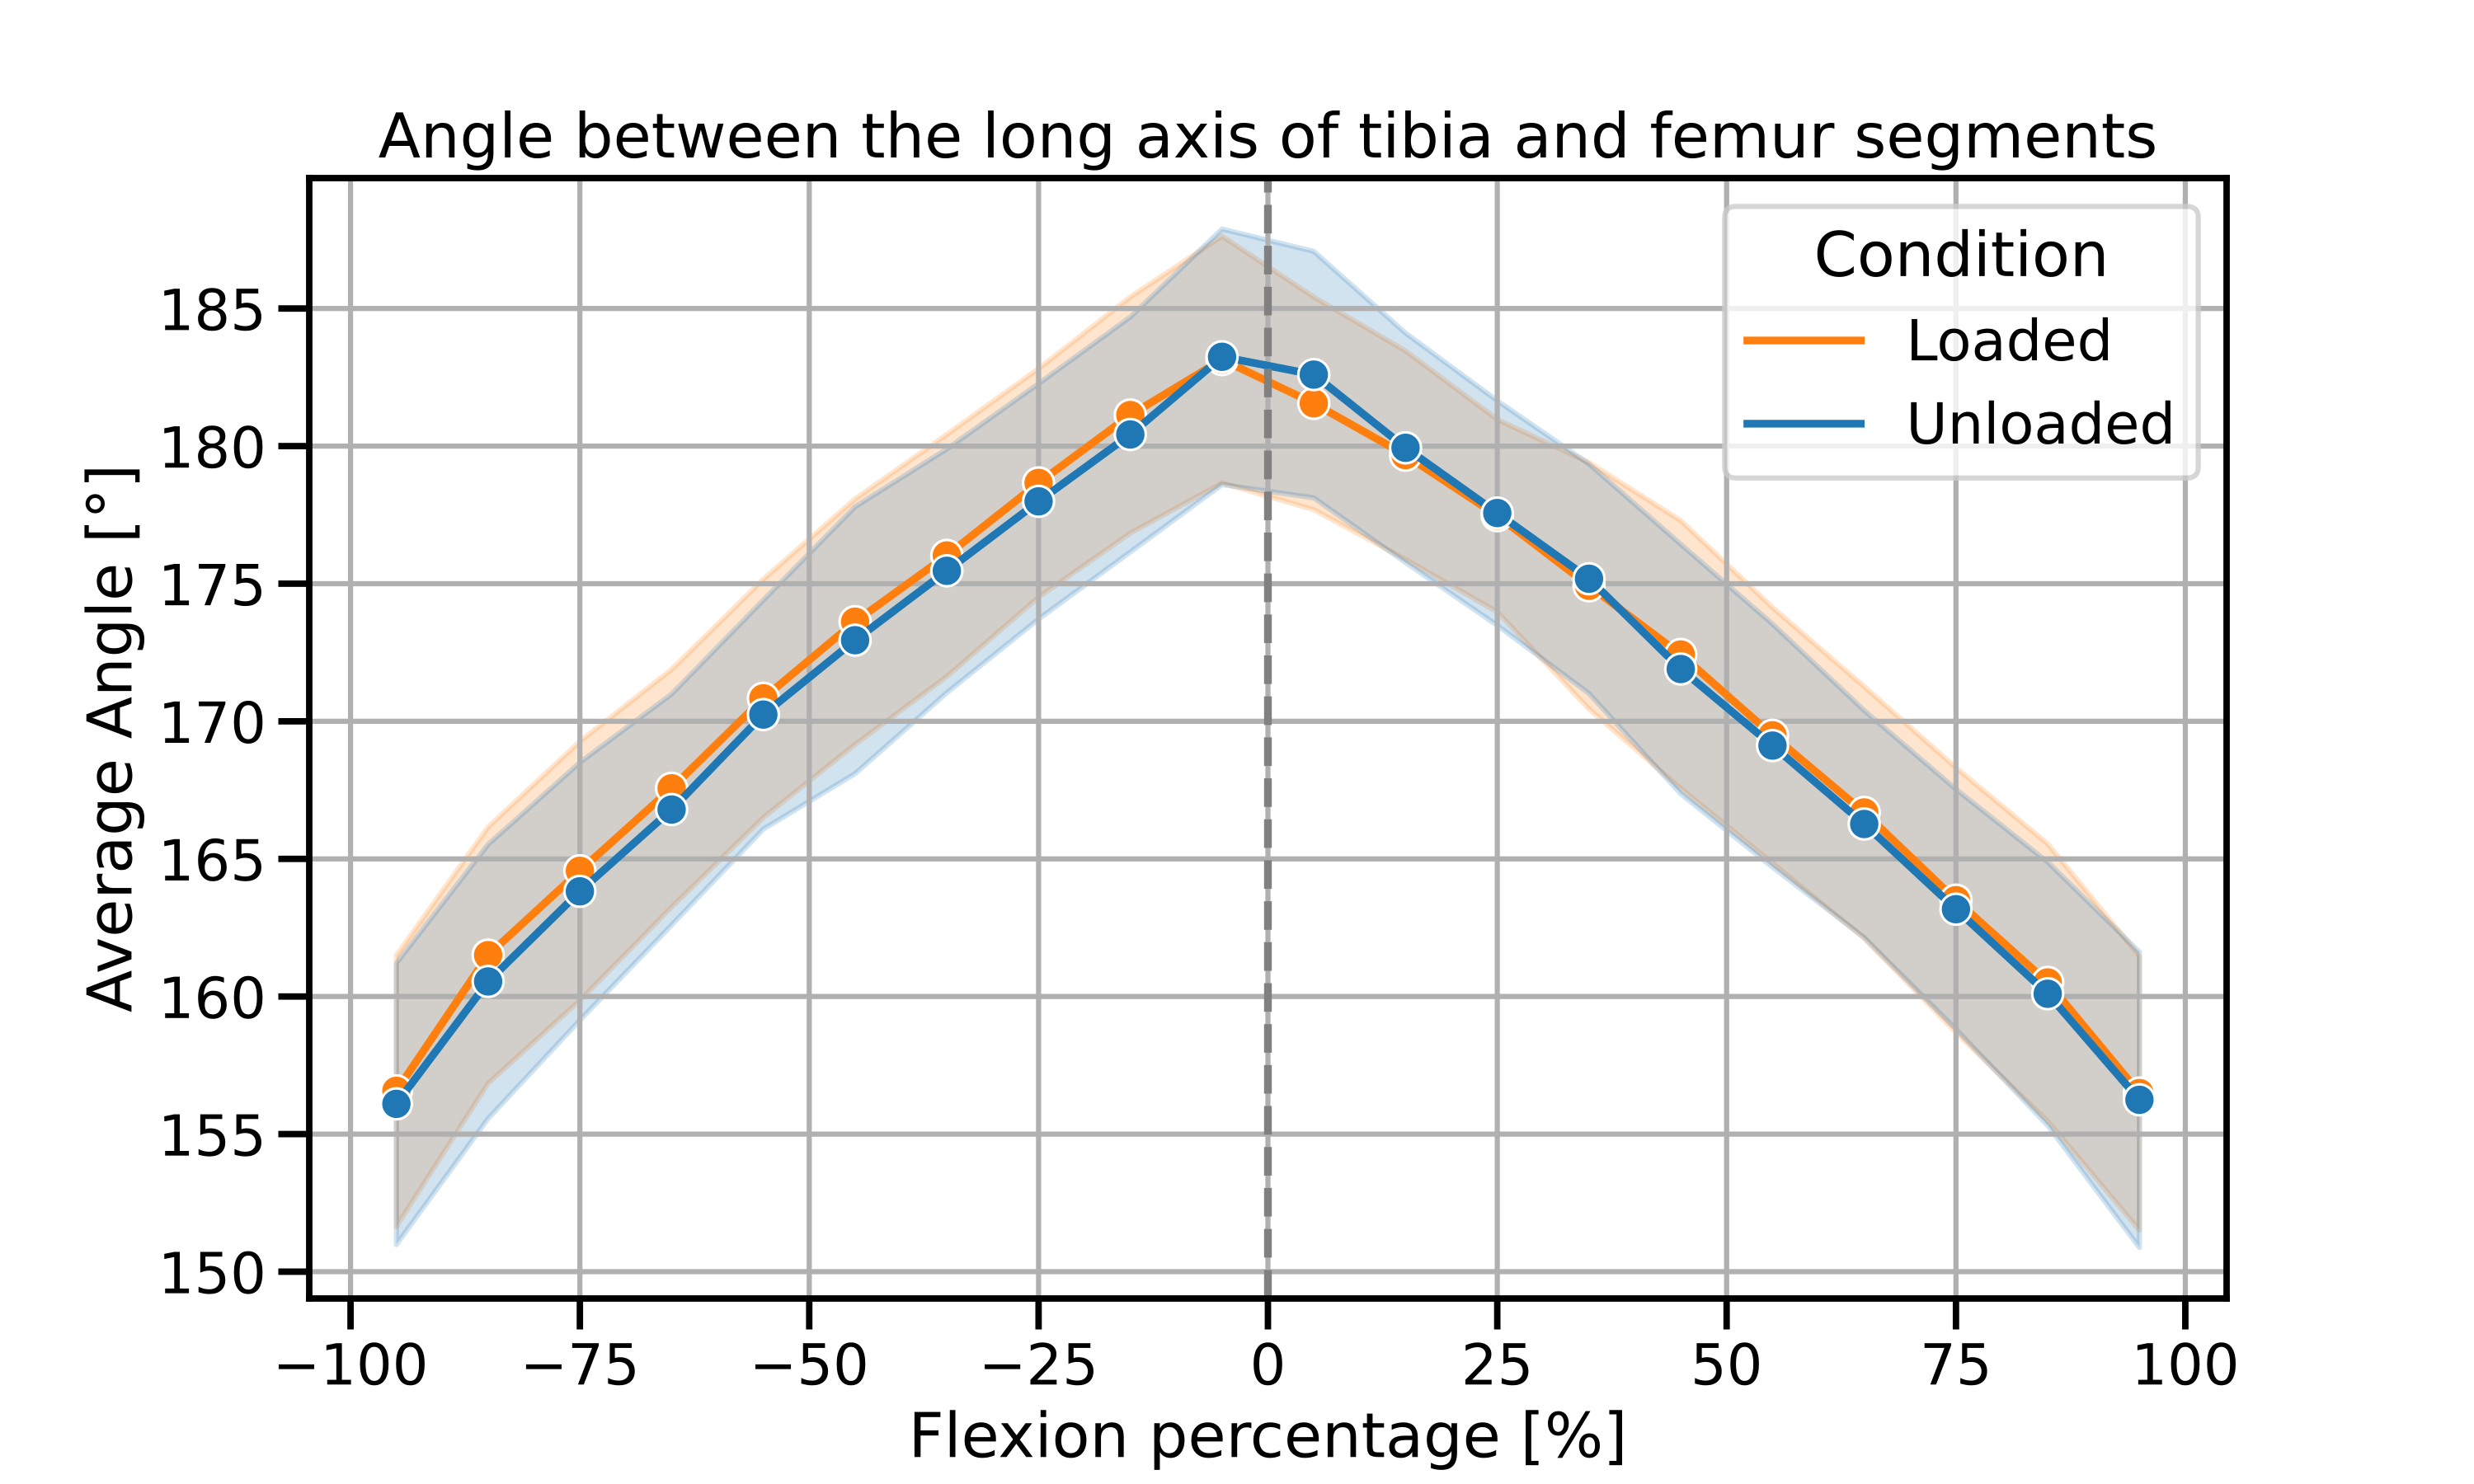 Angle between the long axis of tibia and femur segments
Condition
Loaded
Unloaded
Average Angle [°]
185
180
175
170
165
160
155
150
−100
−75
−50
−25
0
25
50
75
100
Flexion percentage [%]